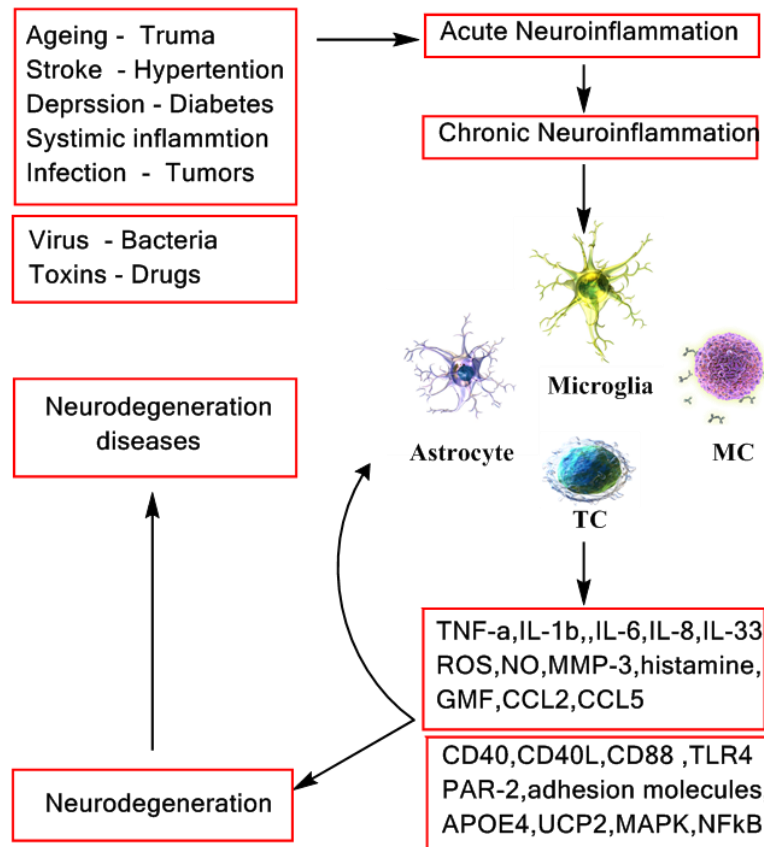 Ageing - Truma
Stroke - Hypertention
Deprssion - Diabetes
Systimic inflammtion
Infection - Tumors
Virus - Bacteria
Toxins - Drugs
Acute Neuroinflammation
Chronic Neuroinflammation
Microglia
Astrocyte
MC
TC
TNF-a,IL-1b,,IL-6,IL-8,IL-33
ROS,NO,MMP-3,histamine,
GMF,CCL2,CCL5
CD40,CD40L,CD88 ,TLR4
PAR-2,adhesion molecules
APOE4,UCP2,MAPK,NFkB
Neurodegeneration
Neurodegeneration
diseases